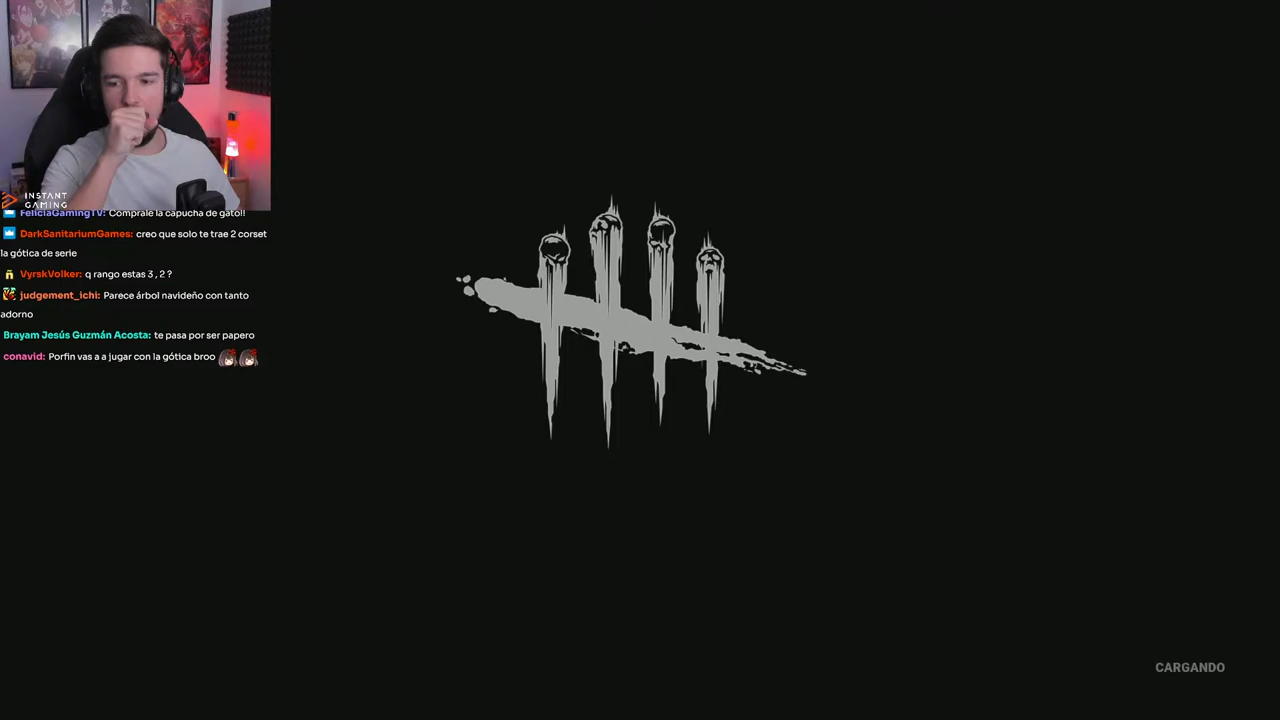 INSTANT
GAMING
FeliciaGamingTV: Comprale la capucha de gato!!
DarkSanitariumGames: creo que solo te trae 2 corset
la gótica de serie
VyrskVolker: q rango estas 3 , 2 ?
judgement_ichi: Parece árbol navideño con tanto
adorno
Brayam Jesús Guzmán Acosta: te pasa por ser papero
conavid: Porfin vas a a jugar con la gótica broo
CARGANDO